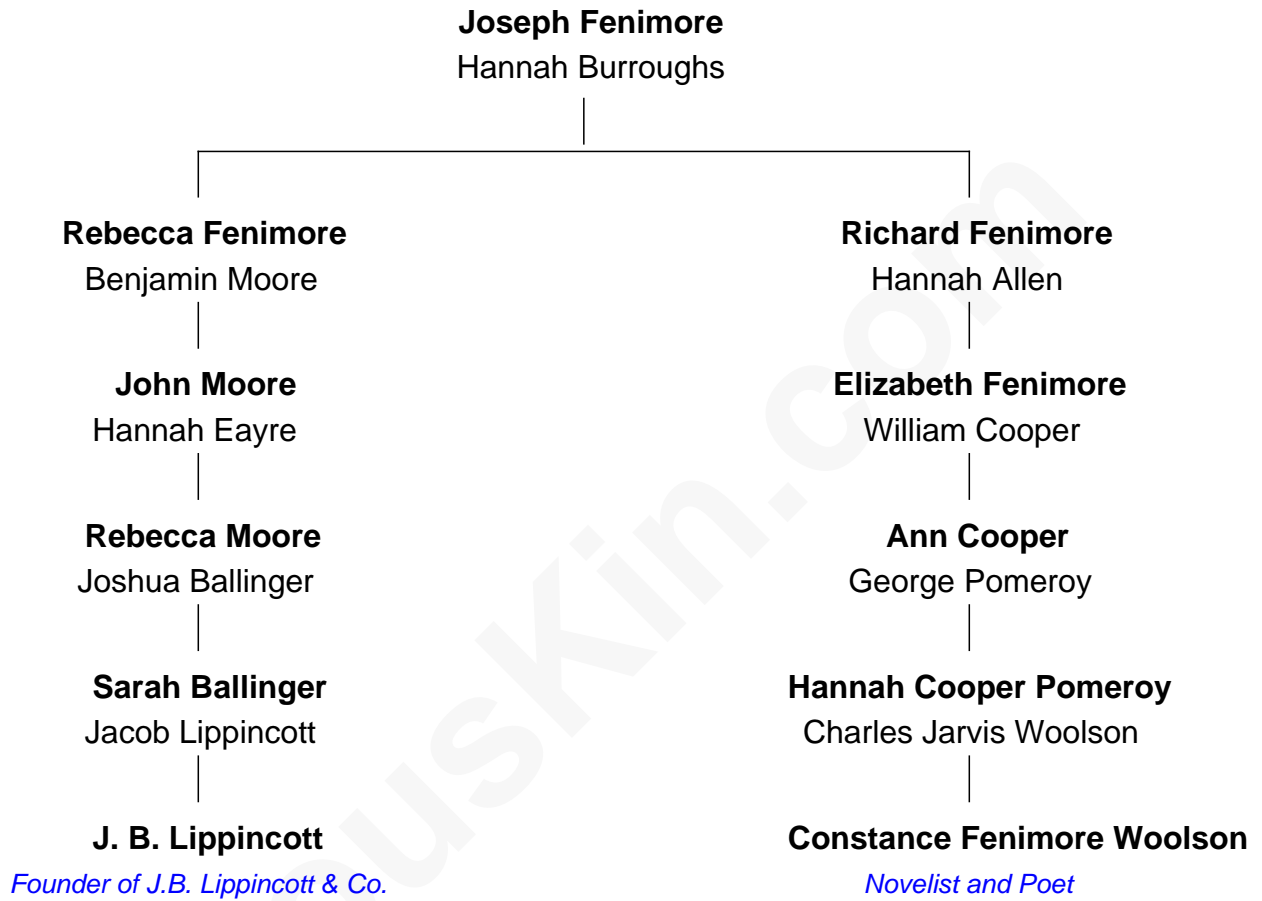 Joseph Fenimore
Hannah Burroughs
Rebecca Fenimore
Benjamin Moore
John Moore
Hannah Eayre
Rebecca Moore
Joshua Ballinger
Sarah Ballinger
Jacob Lippincott
J. B. Lippincott
Founder of J.B. Lippincott & Co.
Richard Fenimore
Hannah Allen
Elizabeth Fenimore
William Cooper
Ann Cooper
George Pomeroy
Hannah Cooper Pomeroy
Charles Jarvis Woolson
Constance Fenimore Woolson
Novelist and Poet
ouskin.com